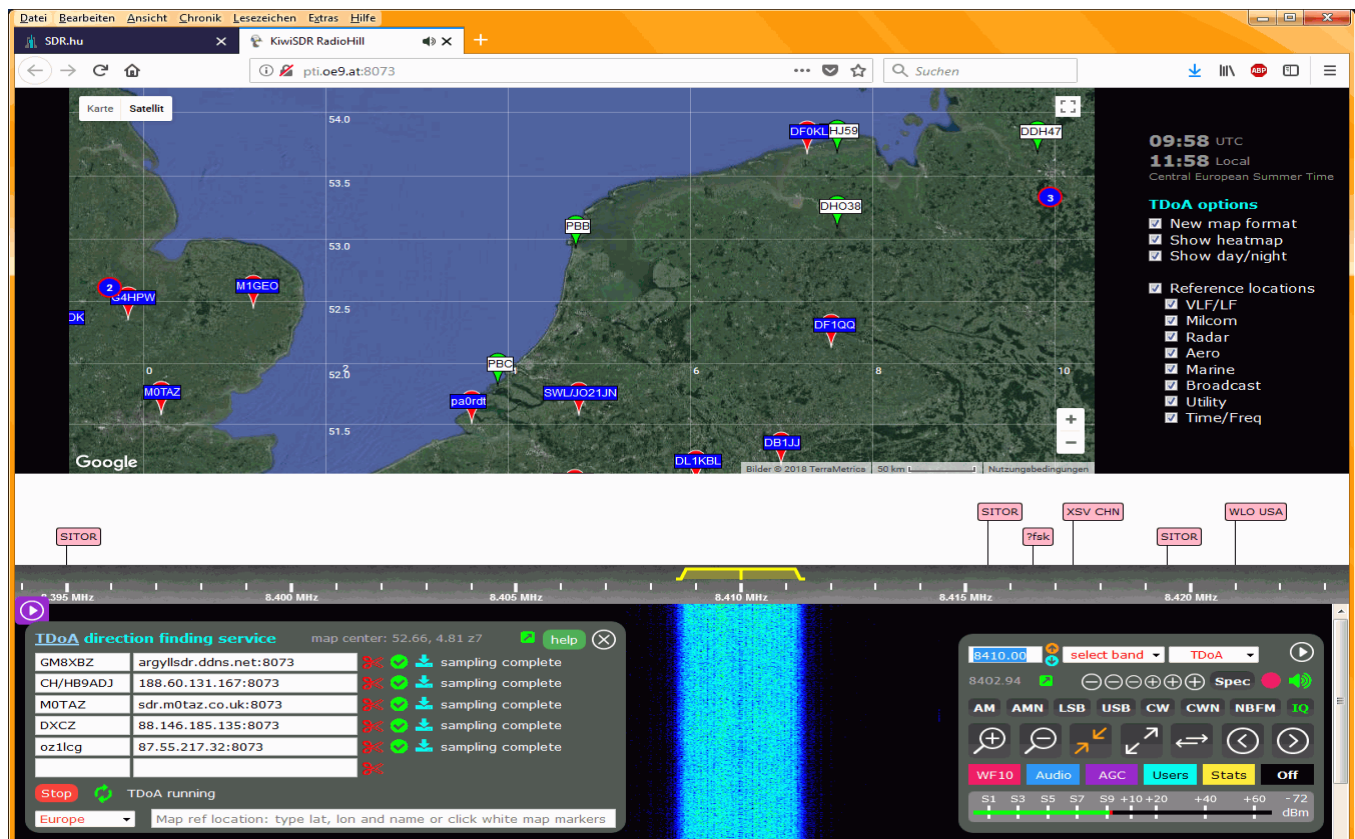 Datei Bearbeiten Ansicht Chronik Lesezeichen Extras Hilfe
SDR.hu
KiwiSDR RadioHill
pti.oe9.at:8073
Suchen
ABP
Karte Satellit
54.0
53.5
53.0
52.5
52.0
51.5
0
2
4
6
8
10
DF0KL
HJ59
DDH47
3
DHO38
PBB
2
G4HPW
M1GEO
DK
DF1QQ
PBC
M0TAZ
pa0rdt
SWL/JO21JN
DB1JJ
DL1KBL
Google
Bilder © 2018 TerraMetrica
50 km
Nutzungsbedingungen
09:58 UTC
11:58 Local
Central European Summer Time
TDoA options
New map format
Show heatmap
Show day/night
Reference locations
VLF/LF
Milcom
Radar
Aero
Marine
Broadcast
Utility
Time/Freq
SITOR
SITOR
XSV CHN
WLO USA
?fsk
SITOR
8.395 MHz
8.400 MHz
8.405 MHz
8.410 MHz
8.415 MHz
8.420 MHz
TDoA direction finding service map center: 52.66, 4.81 z7 help
GM8XBZ argyllsdr.ddns.net:8073 sampling complete
CH/HB9ADJ 188.60.131.167:8073 sampling complete
M0TAZ sdr.m0taz.co.uk:8073 sampling complete
DXCZ 88.146.185.135:8073 sampling complete
oz1lcg 87.55.217.32:8073 sampling complete
Stop TDoA running
Europe Map ref location: type lat, lon and name or click white map markers
8410.00 select band TDoA
8402.94 Spec
AM AMN LSB USB CW CWN NBFM IQ
WF10 Audio AGC Users Stats Off
S1 S3 S5 S7 S9 +10 +20 +40 +60 -72
dBm